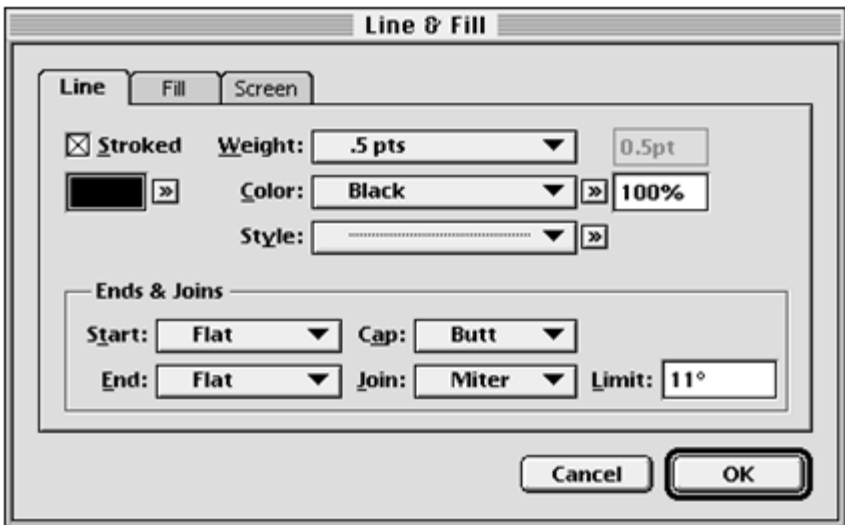 Line & Fill
Line Fill Screen
Stroked Weight: .5 pts 0.5pt
Color: Black 100%
Style:
Ends & Joins
Start: Flat Cap: Butt
End: Flat Join: Miter Limit: 11°
Cancel OK